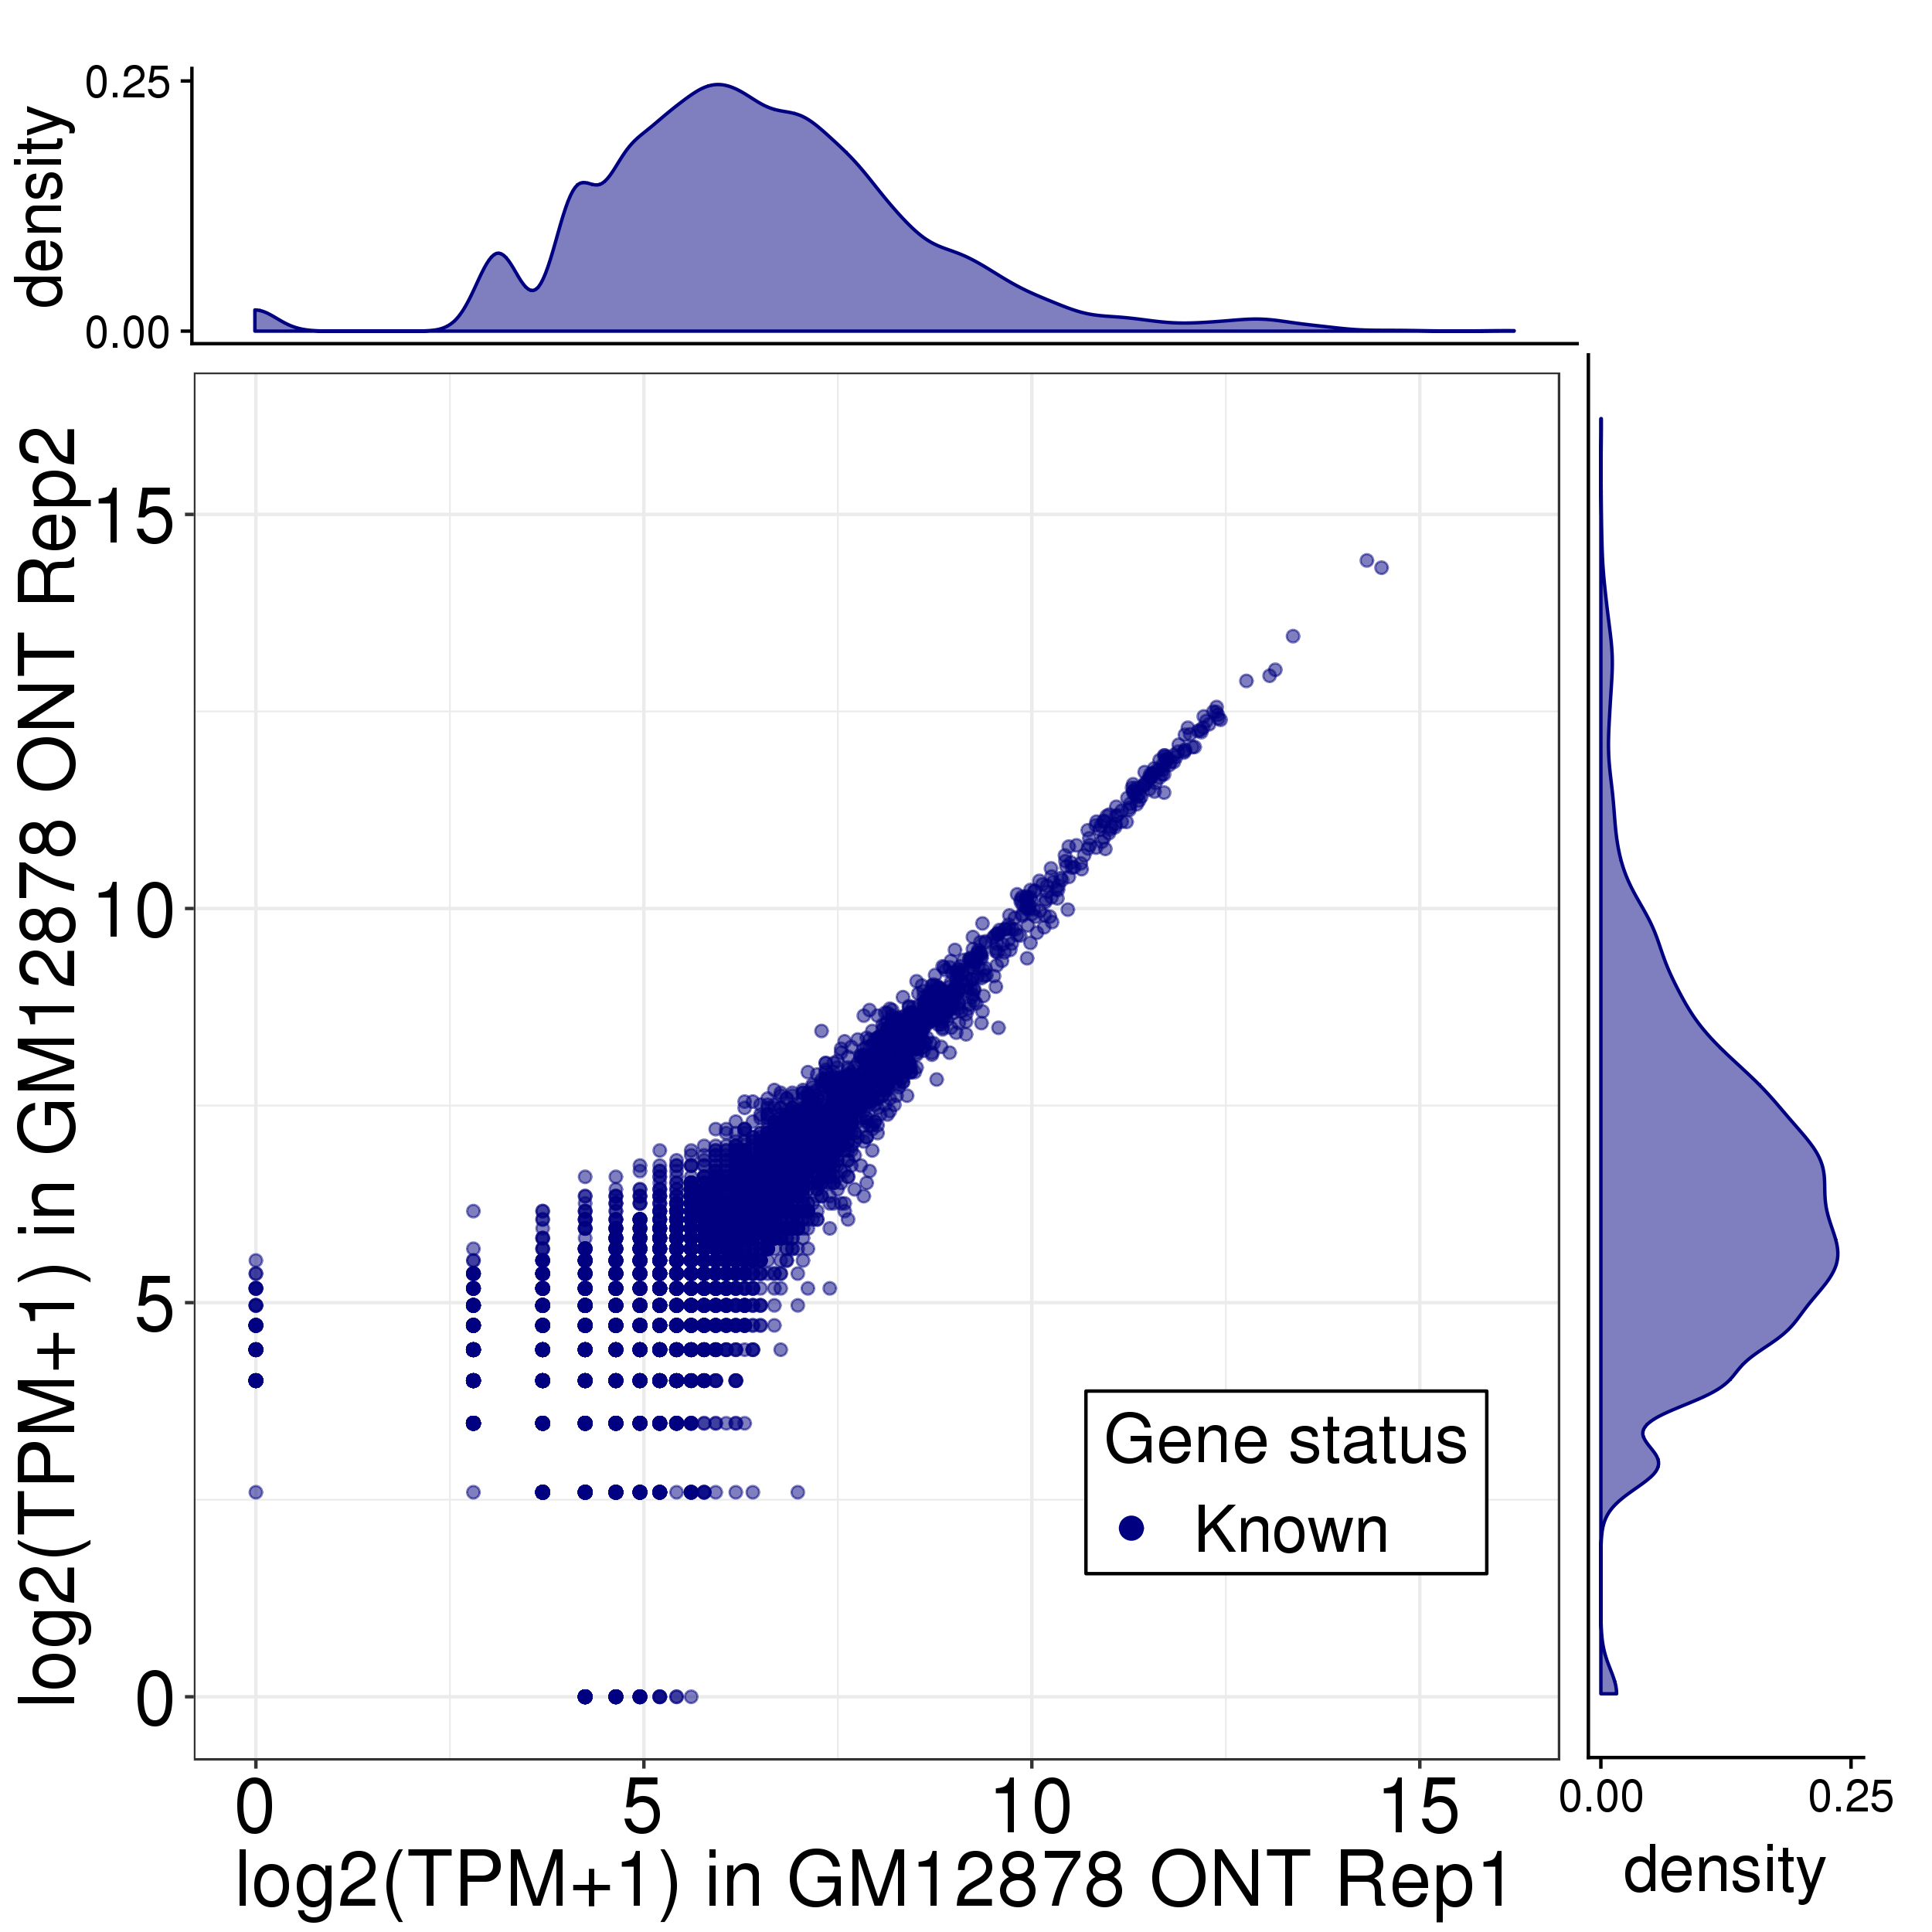 0.25
density
0.00
log2(TPM+1) in GM12878 ONT Rep2
15
10
5
0
Gene status
Known
0
5
10
15
log2(TPM+1) in GM12878 ONT Rep1
0.00
0.25
density